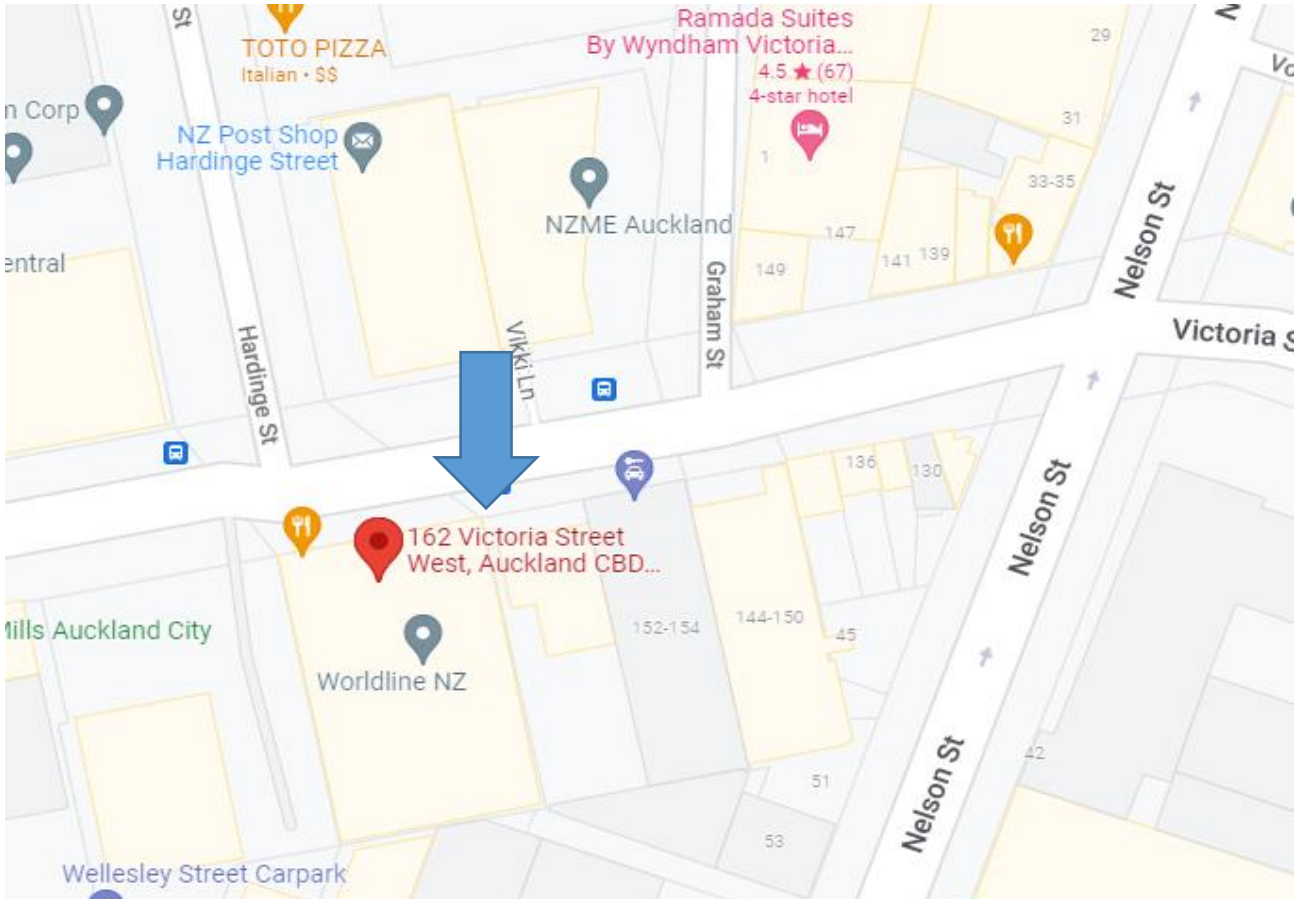 St
TOTO PIZZA
Italian • $$
Ramada Suites
By Wyndham Victoria...
4.5 ★ (67)
4-star hotel
29
N
Vo
n Corp
NZ Post Shop
Hardinge Street
31
1
33-35
NZME Auckland
147
141
139
149
Nelson St
entral
Graham St
Vikki Ln
Hardinge St
Victoria S
136
130
Nelson St
162 Victoria Street
West, Auckland CBD...
Mills Auckland City
152-154
144-150
45
Worldline NZ
Nelson St
42
51
53
Wellesley Street Carpark